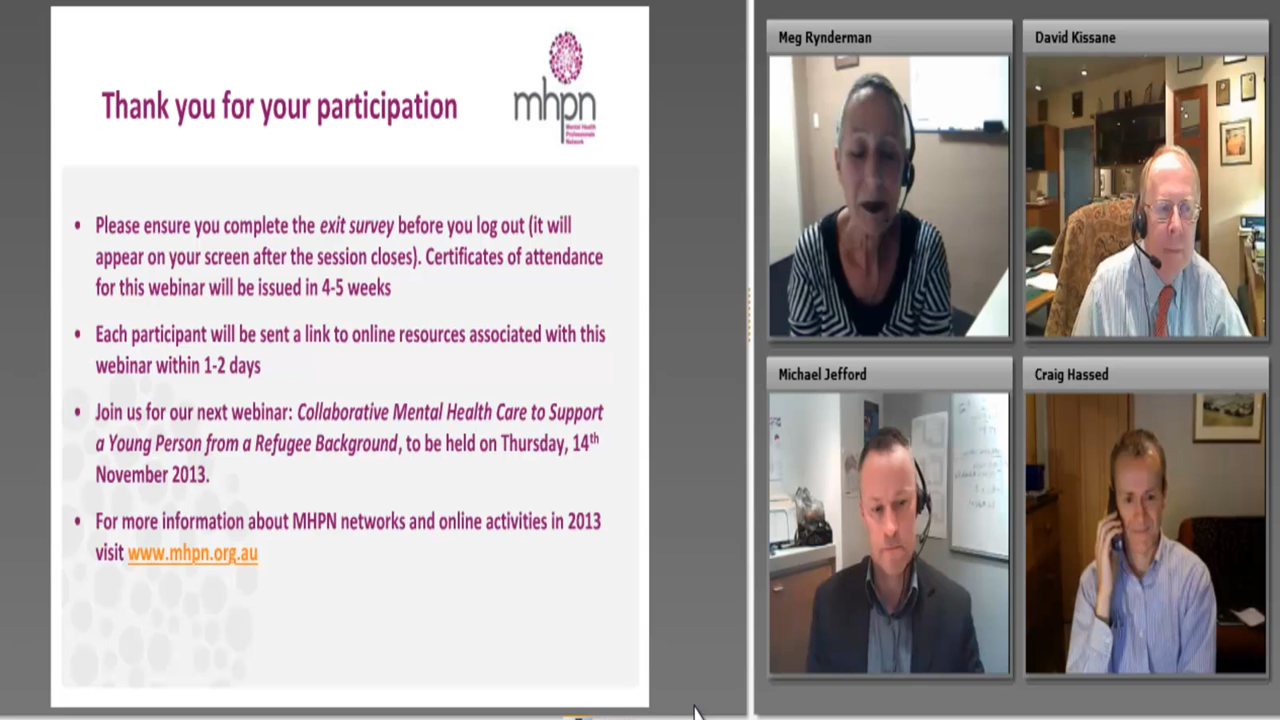 Thank you for your participation
mhpn
Mental Health
Professionals
Network
• Please ensure you complete the exit survey before you log out (it will
appear on your screen after the session closes). Certificates of attendance
for this webinar will be issued in 4-5 weeks
• Each participant will be sent a link to online resources associated with this
webinar within 1-2 days
• Join us for our next webinar: Collaborative Mental Health Care to Support
a Young Person from a Refugee Background, to be held on Thursday, 14th
November 2013.
• For more information about MHPN networks and online activities in 2013
visit www.mhpn.org.au
Meg Rynderman
David Kissane
Michael Jefford
Craig Hassed